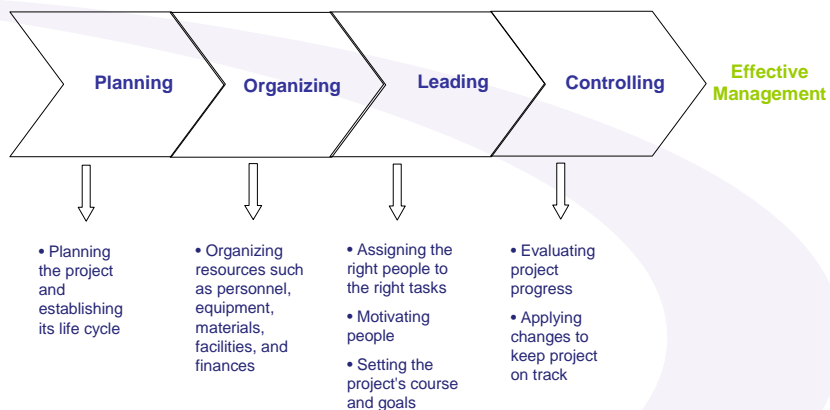 Planning
Organizing
Leading
Controlling
Effective
Management
• Planning
the project
and
establishing
its life cycle
• Organizing
resources such
as personnel,
equipment,
materials,
facilities, and
finances
• Assigning the
right people to
the right tasks
• Motivating
people
• Setting the
project's course
and goals
• Evaluating
project
progress
• Applying
changes to
keep project
on track